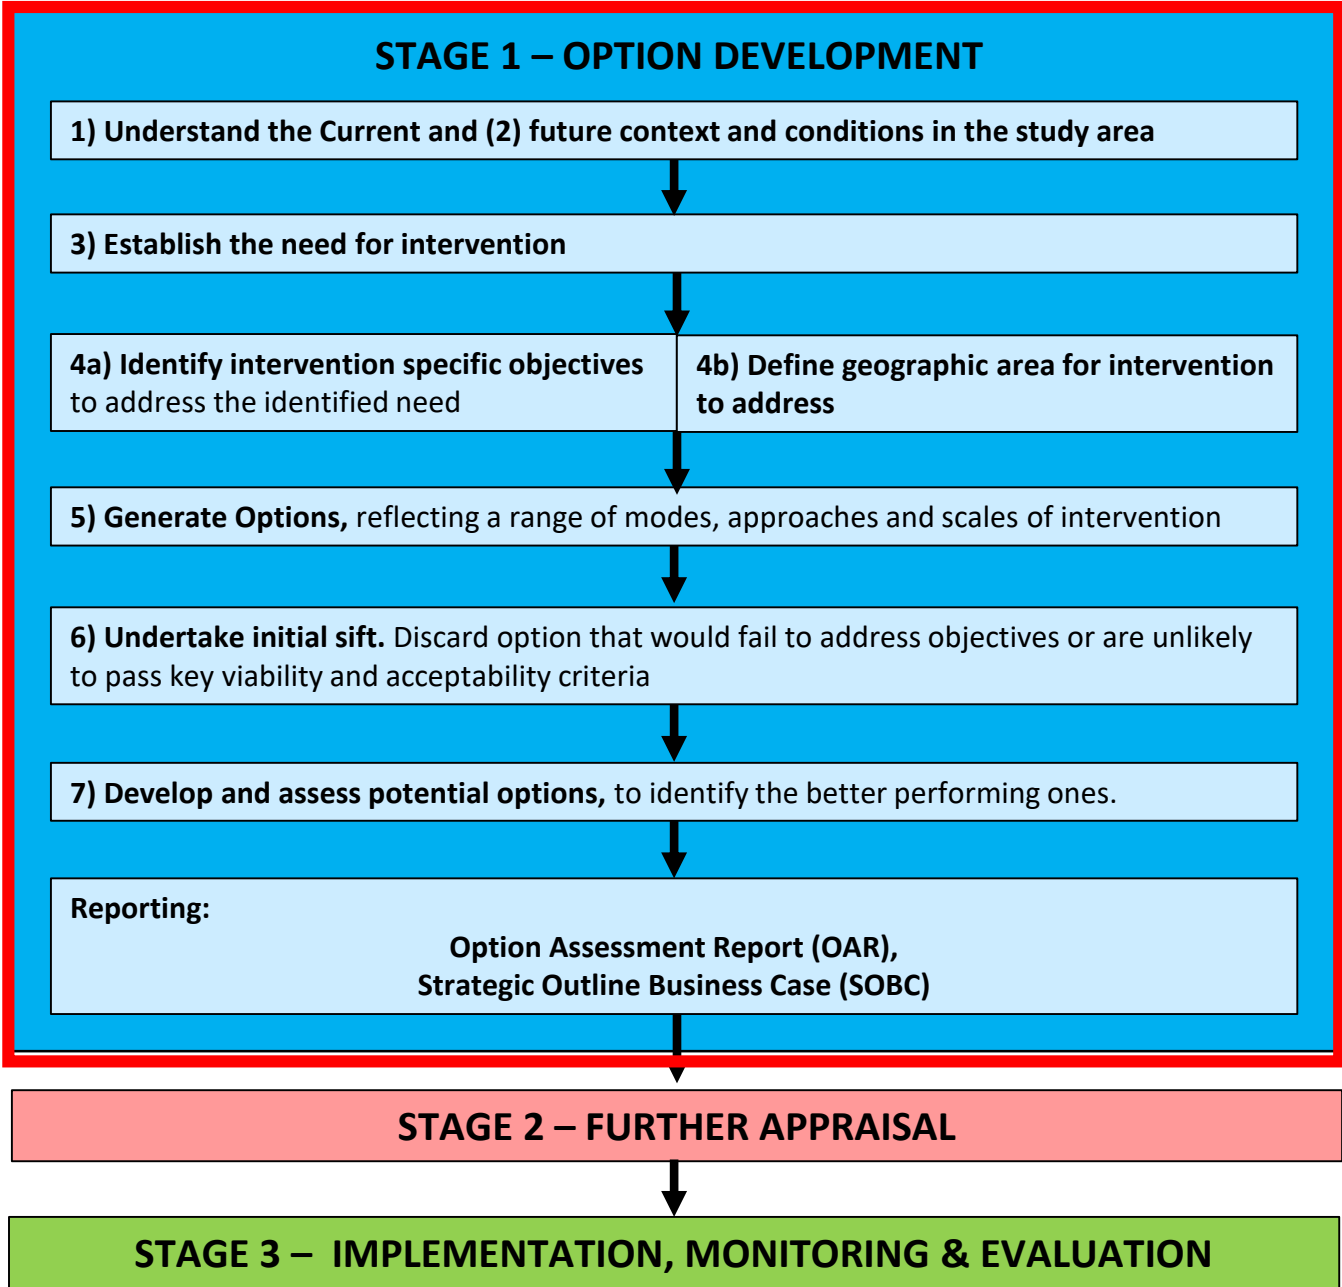 STAGE 1 – OPTION DEVELOPMENT
1) Understand the Current and (2) future context and conditions in the study area
3) Establish the need for intervention
4a) Identify intervention specific objectives
to address the identified need
4b) Define geographic area for intervention
to address
5) Generate Options, reflecting a range of modes, approaches and scales of intervention
6) Undertake initial sift. Discard option that would fail to address objectives or are unlikely
to pass key viability and acceptability criteria
7) Develop and assess potential options, to identify the better performing ones.
Reporting:
Option Assessment Report (OAR),
Strategic Outline Business Case (SOBC)
STAGE 2 – FURTHER APPRAISAL
STAGE 3 – IMPLEMENTATION, MONITORING & EVALUATION